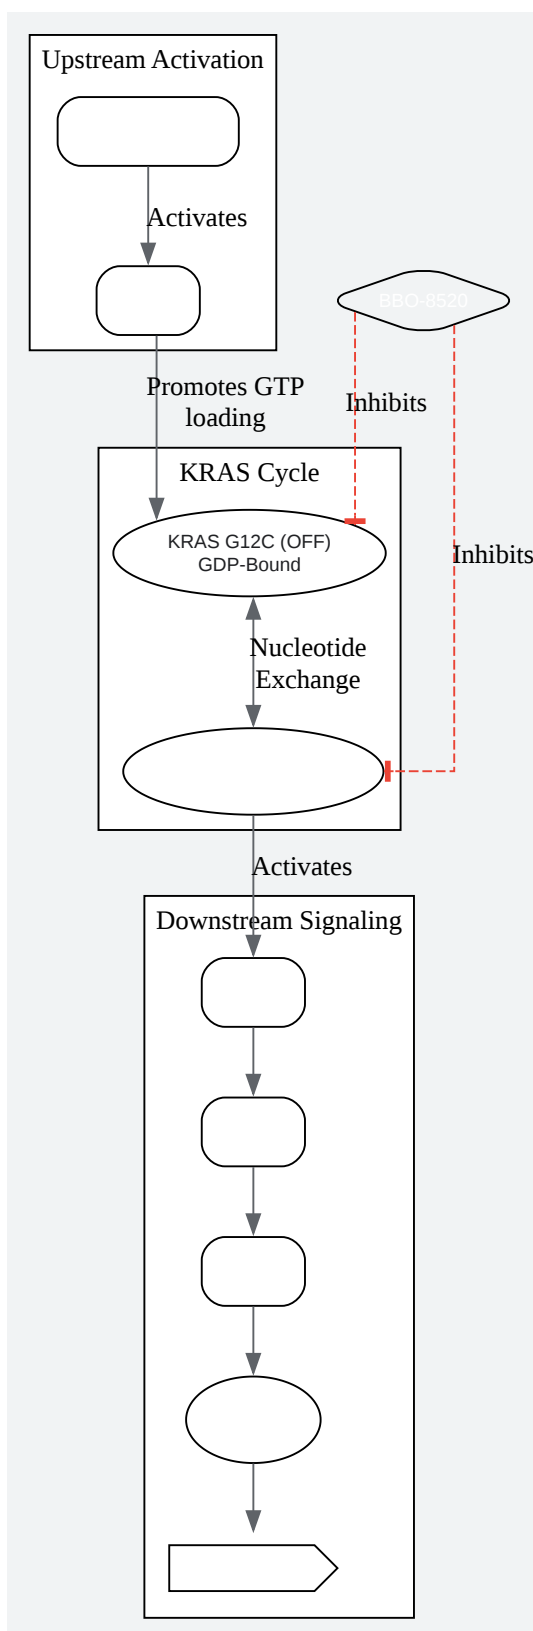 Upstream Activation
Activates
BBO-8520
Promotes GTP
loading
Inhibits
KRAS Cycle
KRAS G12C (OFF)
GDP-Bound
Inhibits
Nucleotide
Exchange
Activates
Downstream Signaling